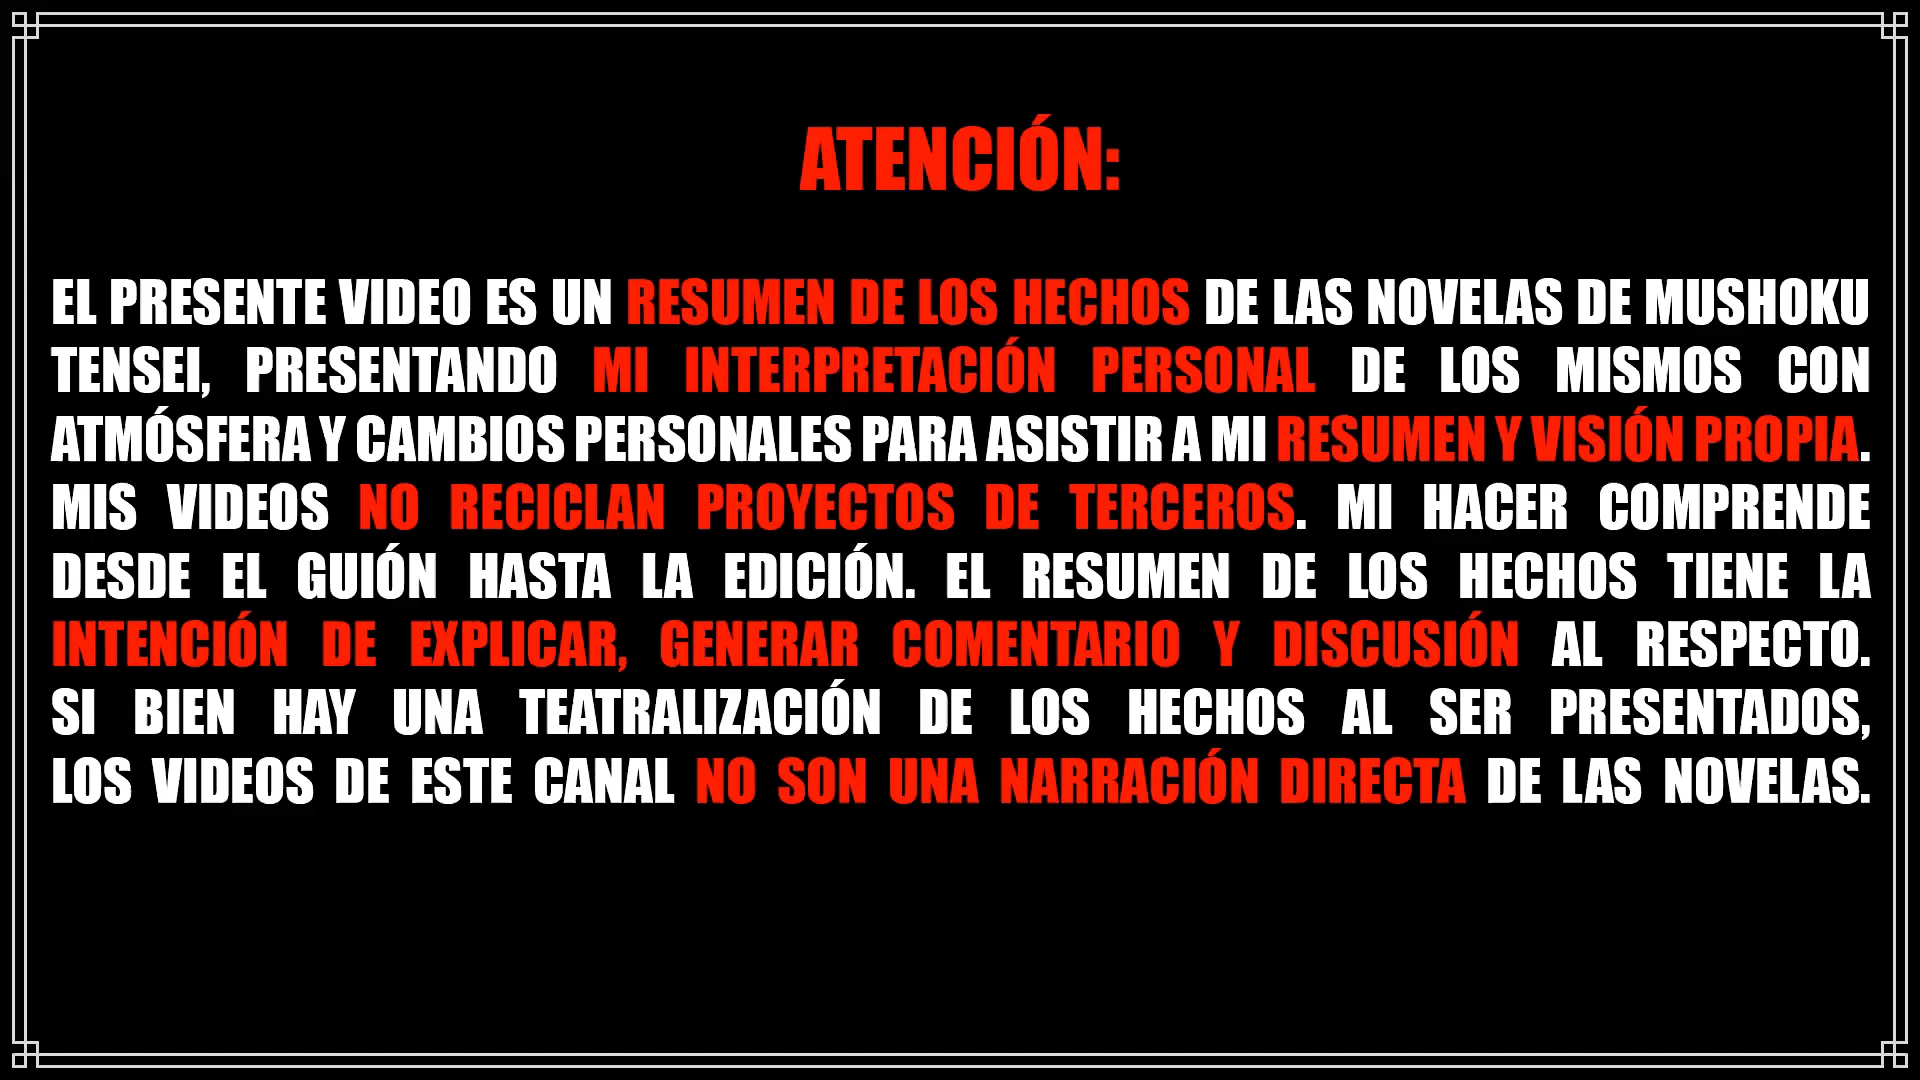 ATENCIÓN:
EL PRESENTE VIDEO ES UN RESUMEN DE LOS HECHOS DE LAS NOVELAS DE MUSHOKU
TENSEI, PRESENTANDO MI INTERPRETACIÓN PERSONAL DE LOS MISMOS CON
ATMÓSFERA Y CAMBIOS PERSONALES PARA ASISTIR A MI RESUMEN Y VISIÓN PROPIA.
MIS VIDEOS NO RECICLAN PROYECTOS DE TERCEROS. MI HACER COMPRENDE
DESDE EL GUIÓN HASTA LA EDICIÓN. EL RESUMEN DE LOS HECHOS TIENE LA
INTENCIÓN DE EXPLICAR, GENERAR COMENTARIO Y DISCUSIÓN AL RESPECTO.
SI BIEN HAY UNA TEATRALIZACIÓN DE LOS HECHOS AL SER PRESENTADOS,
LOS VIDEOS DE ESTE CANAL NO SON UNA NARRACIÓN DIRECTA DE LAS NOVELAS.